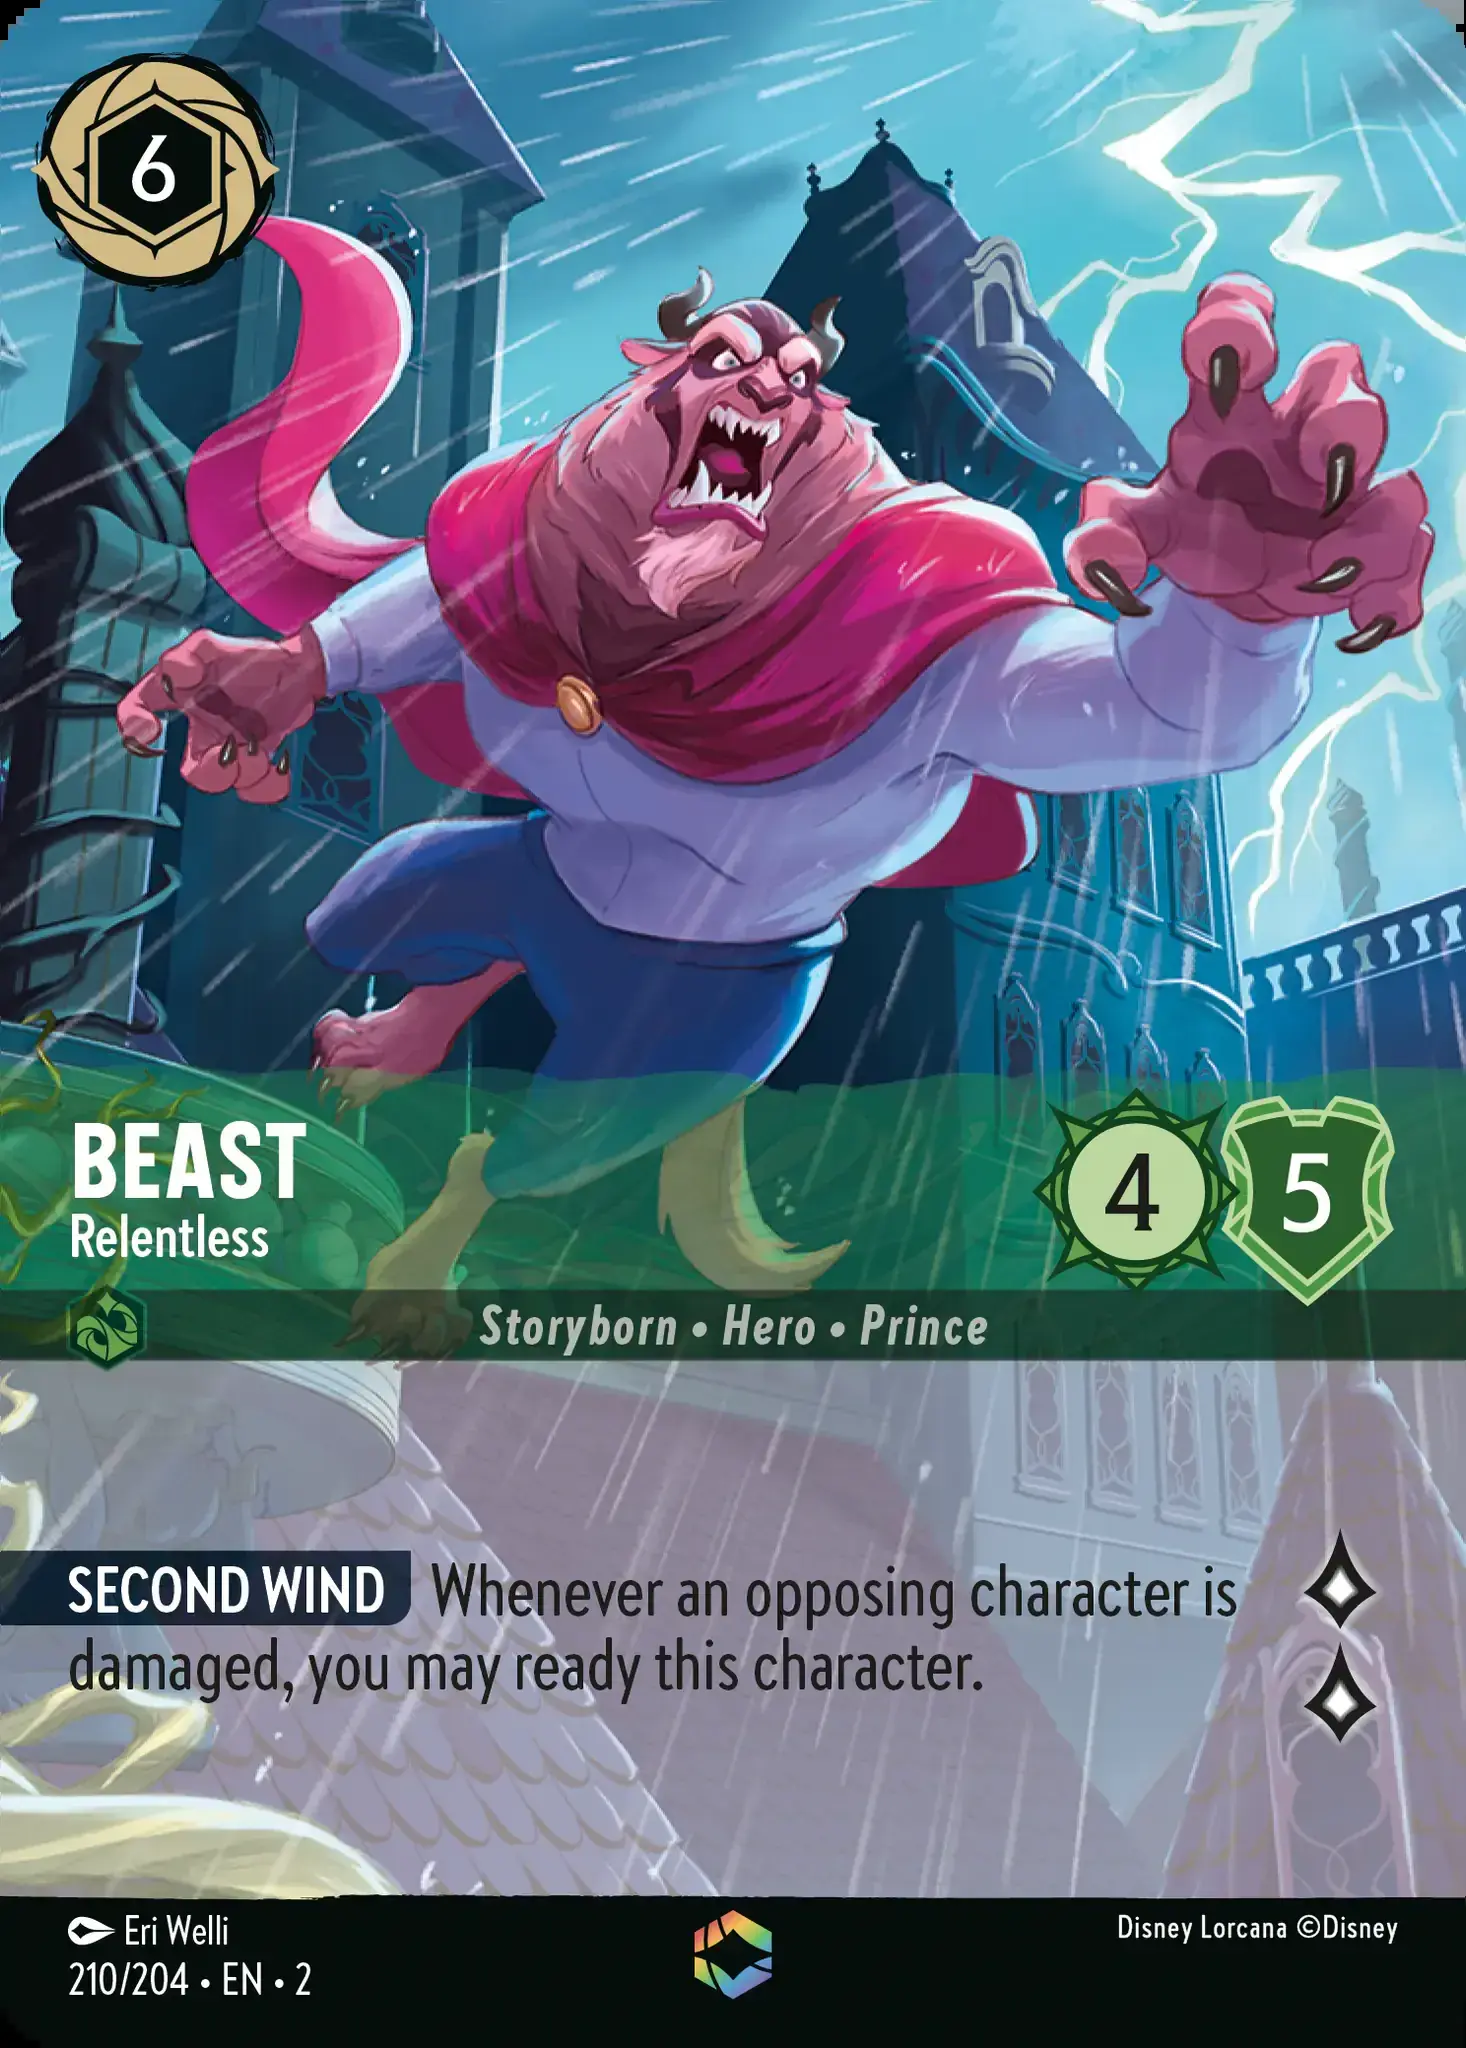 6
BEAST
Relentless
4
5
Storyborn • Hero • Prince
SECOND WIND Whenever an opposing character is
damaged, you may ready this character.
Eri Welli
210/204 • EN • 2
Disney Lorcana ©Disney